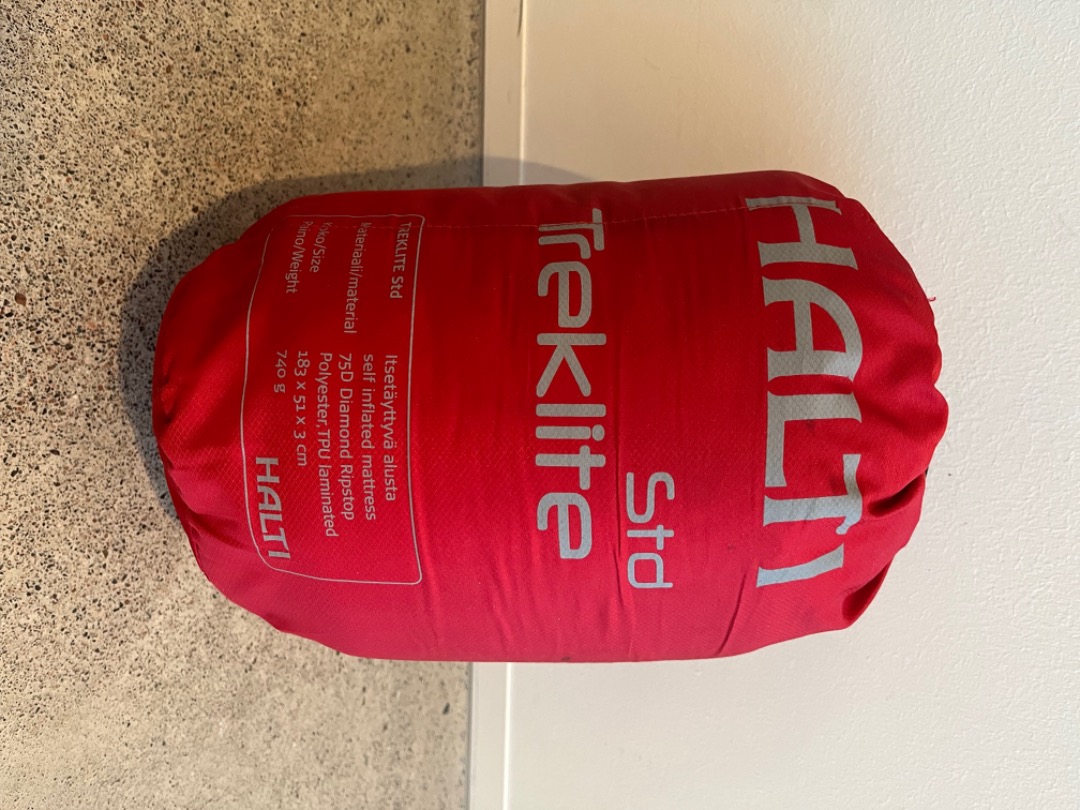 HALTI
Std
Treklite
TREKLITE Std Itsetäyttyvä alusta
self inflated mattress
Materiaali/material 75D Diamond Ripstop
Polyester, TPU laminated
Koko/Size 183 x 51 x 3 cm
Paino/Weight 740 g
HALTI